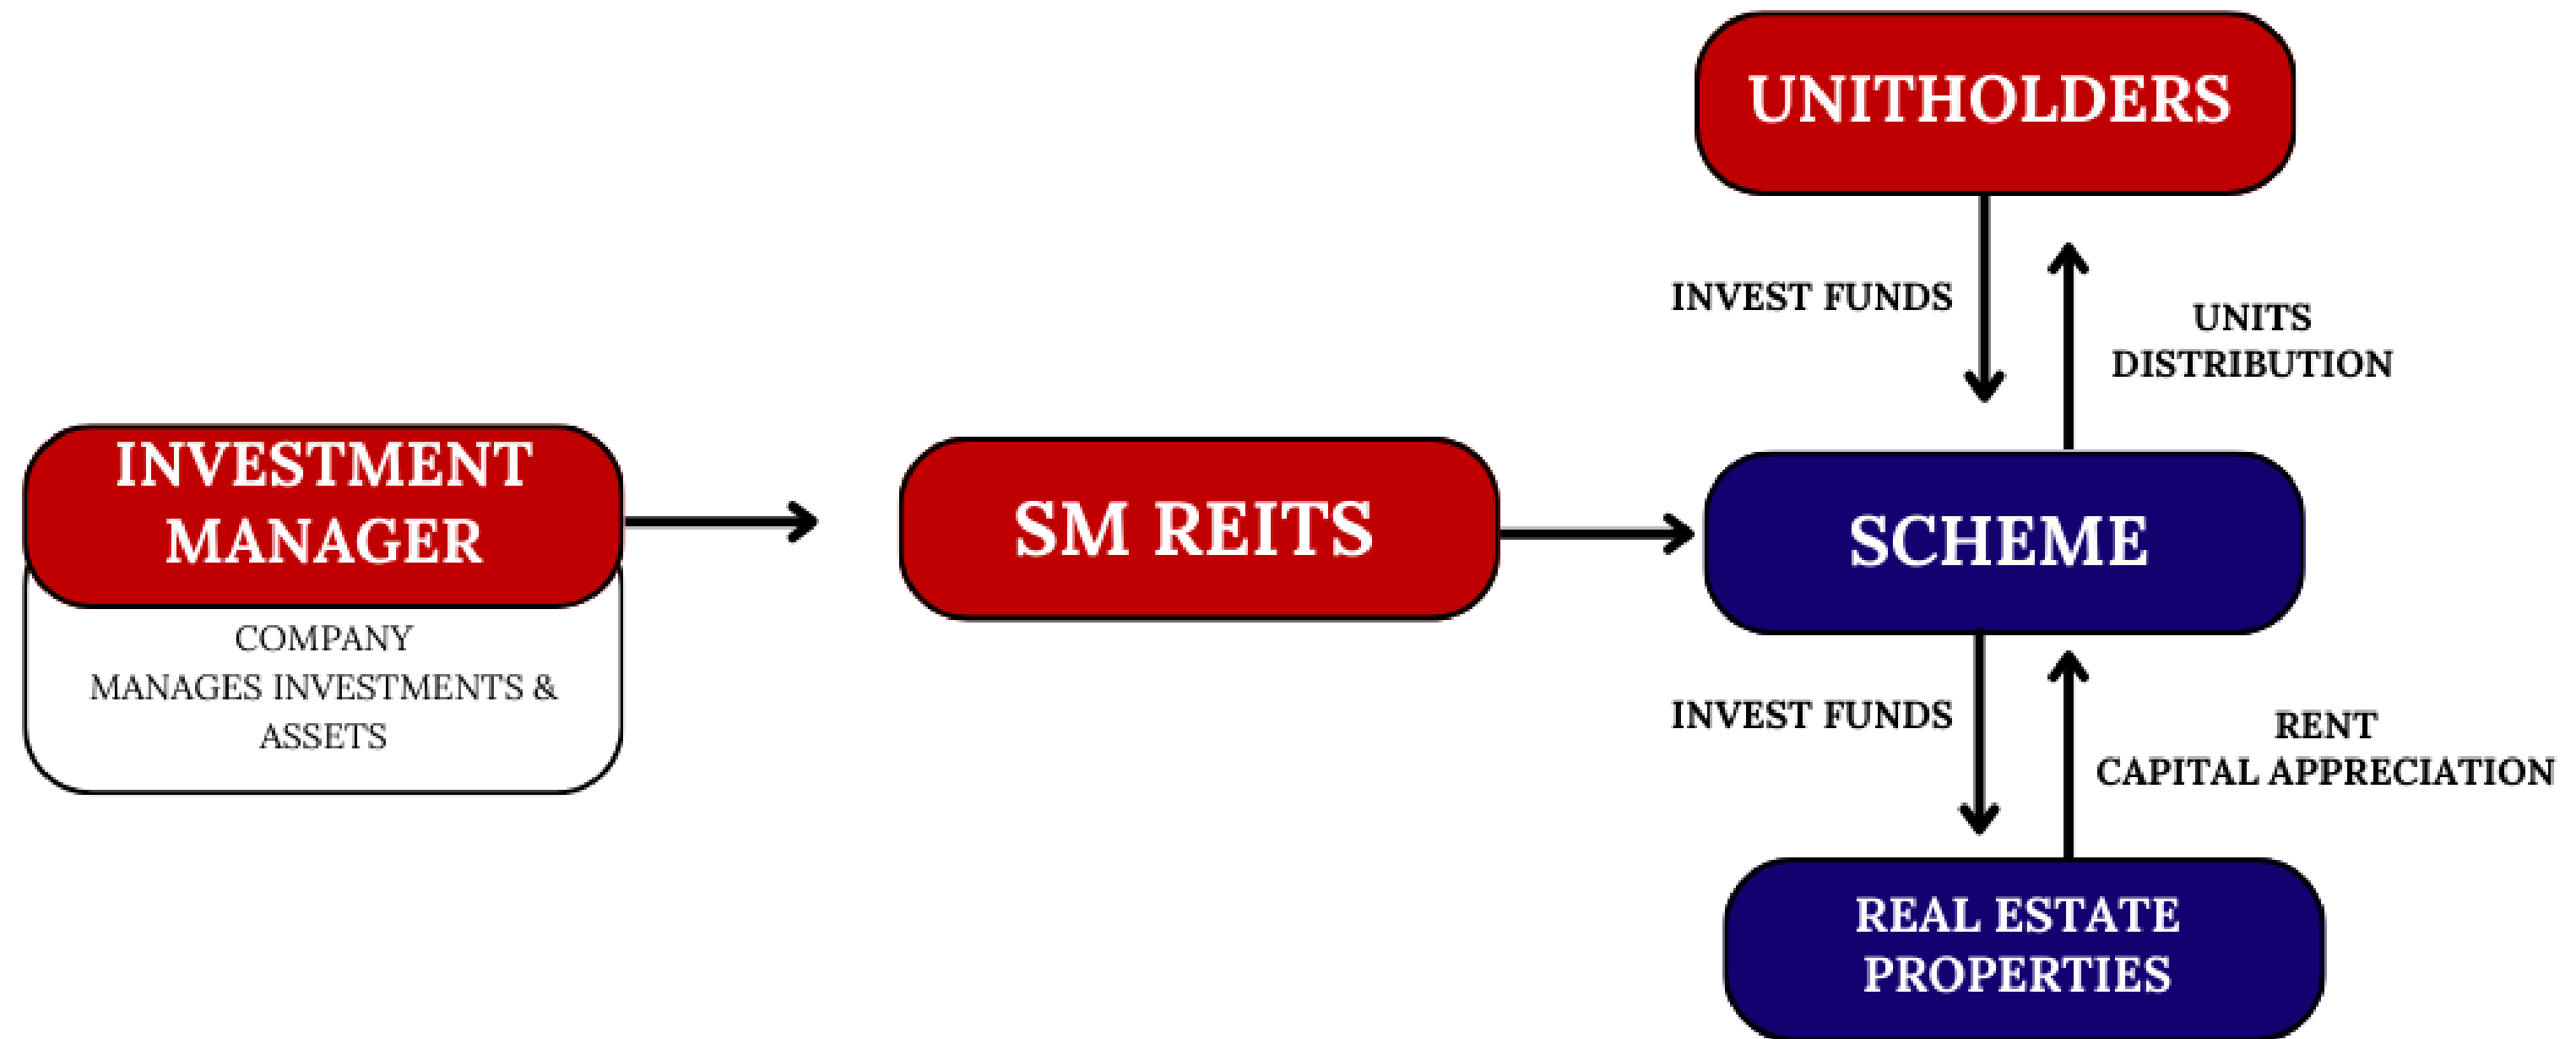 UNITHOLDERS
INVEST FUNDS
UNITS
DISTRIBUTION
INVESTMENT
MANAGER
COMPANY
MANAGES INVESTMENTS &
ASSETS
SM REITS
SCHEME
INVEST FUNDS
RENT
CAPITAL APPRECIATION
REAL ESTATE
PROPERTIES